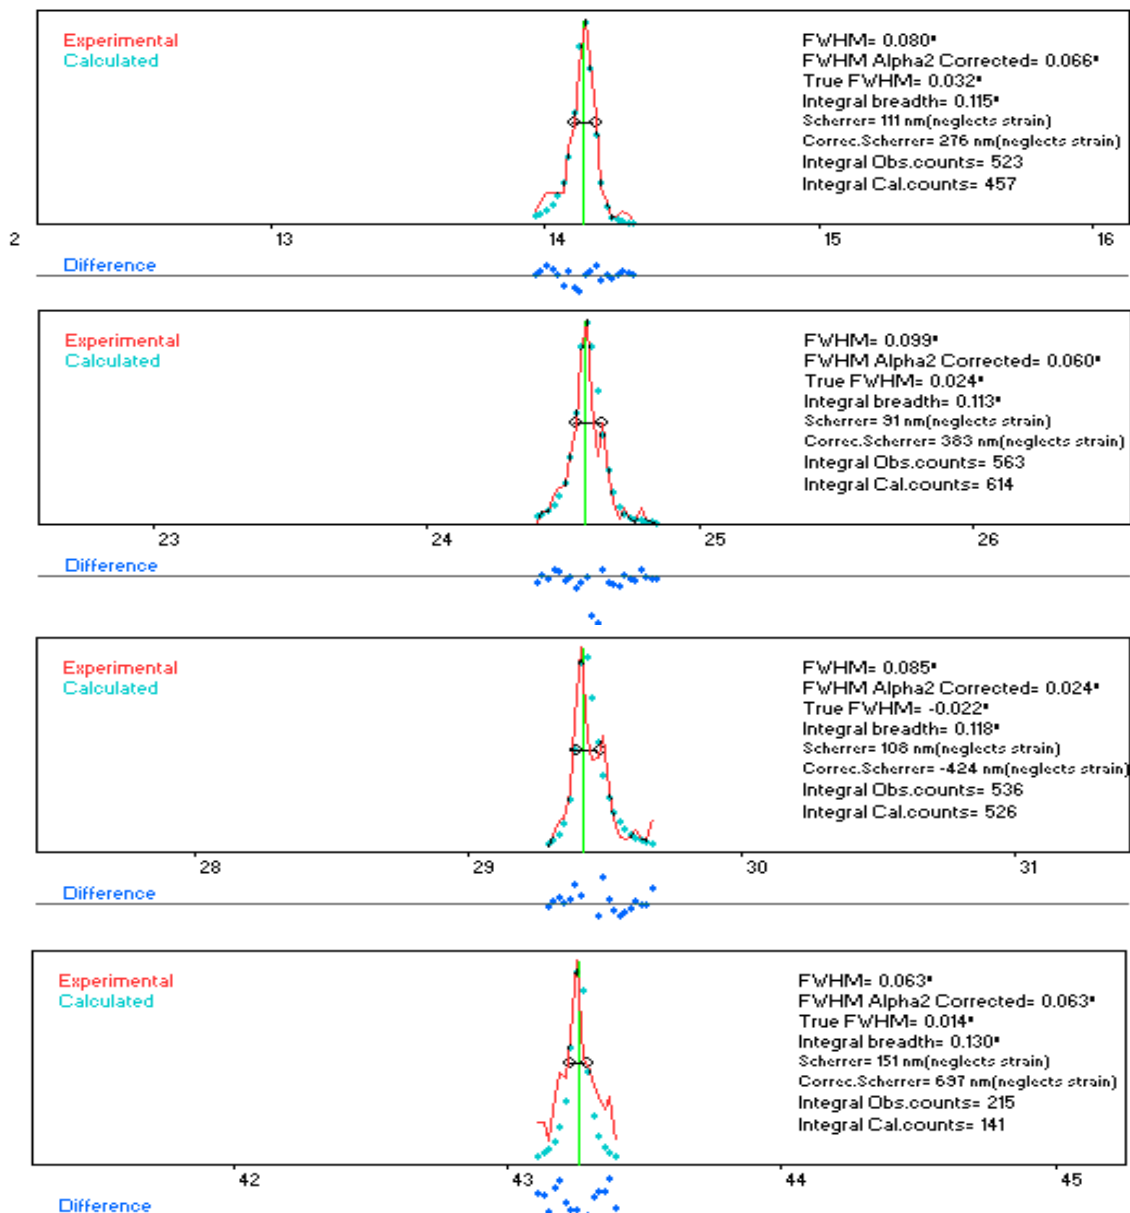 Experimental
Calculated
FWHM= 0.080°
FWHM Alpha2 Corrected= 0.066°
True FWHM= 0.032°
Integral breadth= 0.115°
Scherrer= 111 nm(neglects strain)
Correc.Scherrer= 276 nm(neglects strain)
Integral Obs.counts= 523
Integral Cal.counts= 457
2 13 14 15 16
Difference
Experimental
Calculated
FWHM= 0.099°
FWHM Alpha2 Corrected= 0.060°
True FWHM= 0.024°
Integral breadth= 0.113°
Scherrer= 91 nm(neglects strain)
Correc.Scherrer= 383 nm(neglects strain)
Integral Obs.counts= 563
Integral Cal.counts= 614
23 24 25 26
Difference
Experimental
Calculated
FWHM= 0.085°
FWHM Alpha2 Corrected= 0.024°
True FWHM= -0.022°
Integral breadth= 0.118°
Scherrer= 108 nm(neglects strain)
Correc.Scherrer= -424 nm(neglects strain)
Integral Obs.counts= 536
Integral Cal.counts= 526
28 29 30 31
Difference
Experimental
Calculated
FWHM= 0.063°
FWHM Alpha2 Corrected= 0.063°
True FWHM= 0.014°
Integral breadth= 0.130°
Scherrer= 151 nm(neglects strain)
Correc.Scherrer= 697 nm(neglects strain)
Integral Obs.counts= 215
Integral Cal.counts= 141
42 43 44 45
Difference